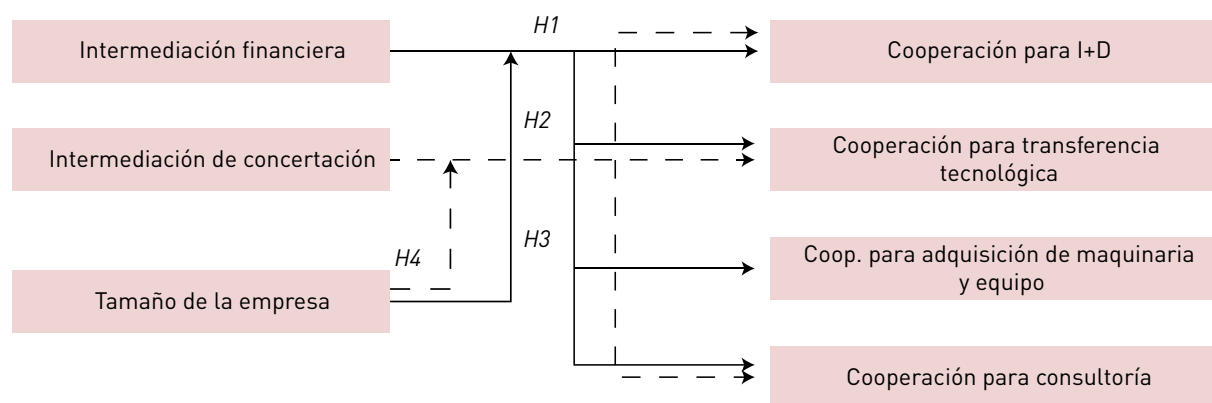 Intermediación financiera
Intermediación de concertación
Tamaño de la empresa
H1
H2
H3
H4
Cooperación para I+D
Cooperación para transferencia
tecnológica
Coop. para adquisición de maquinaria
y equipo
Cooperación para consultoría